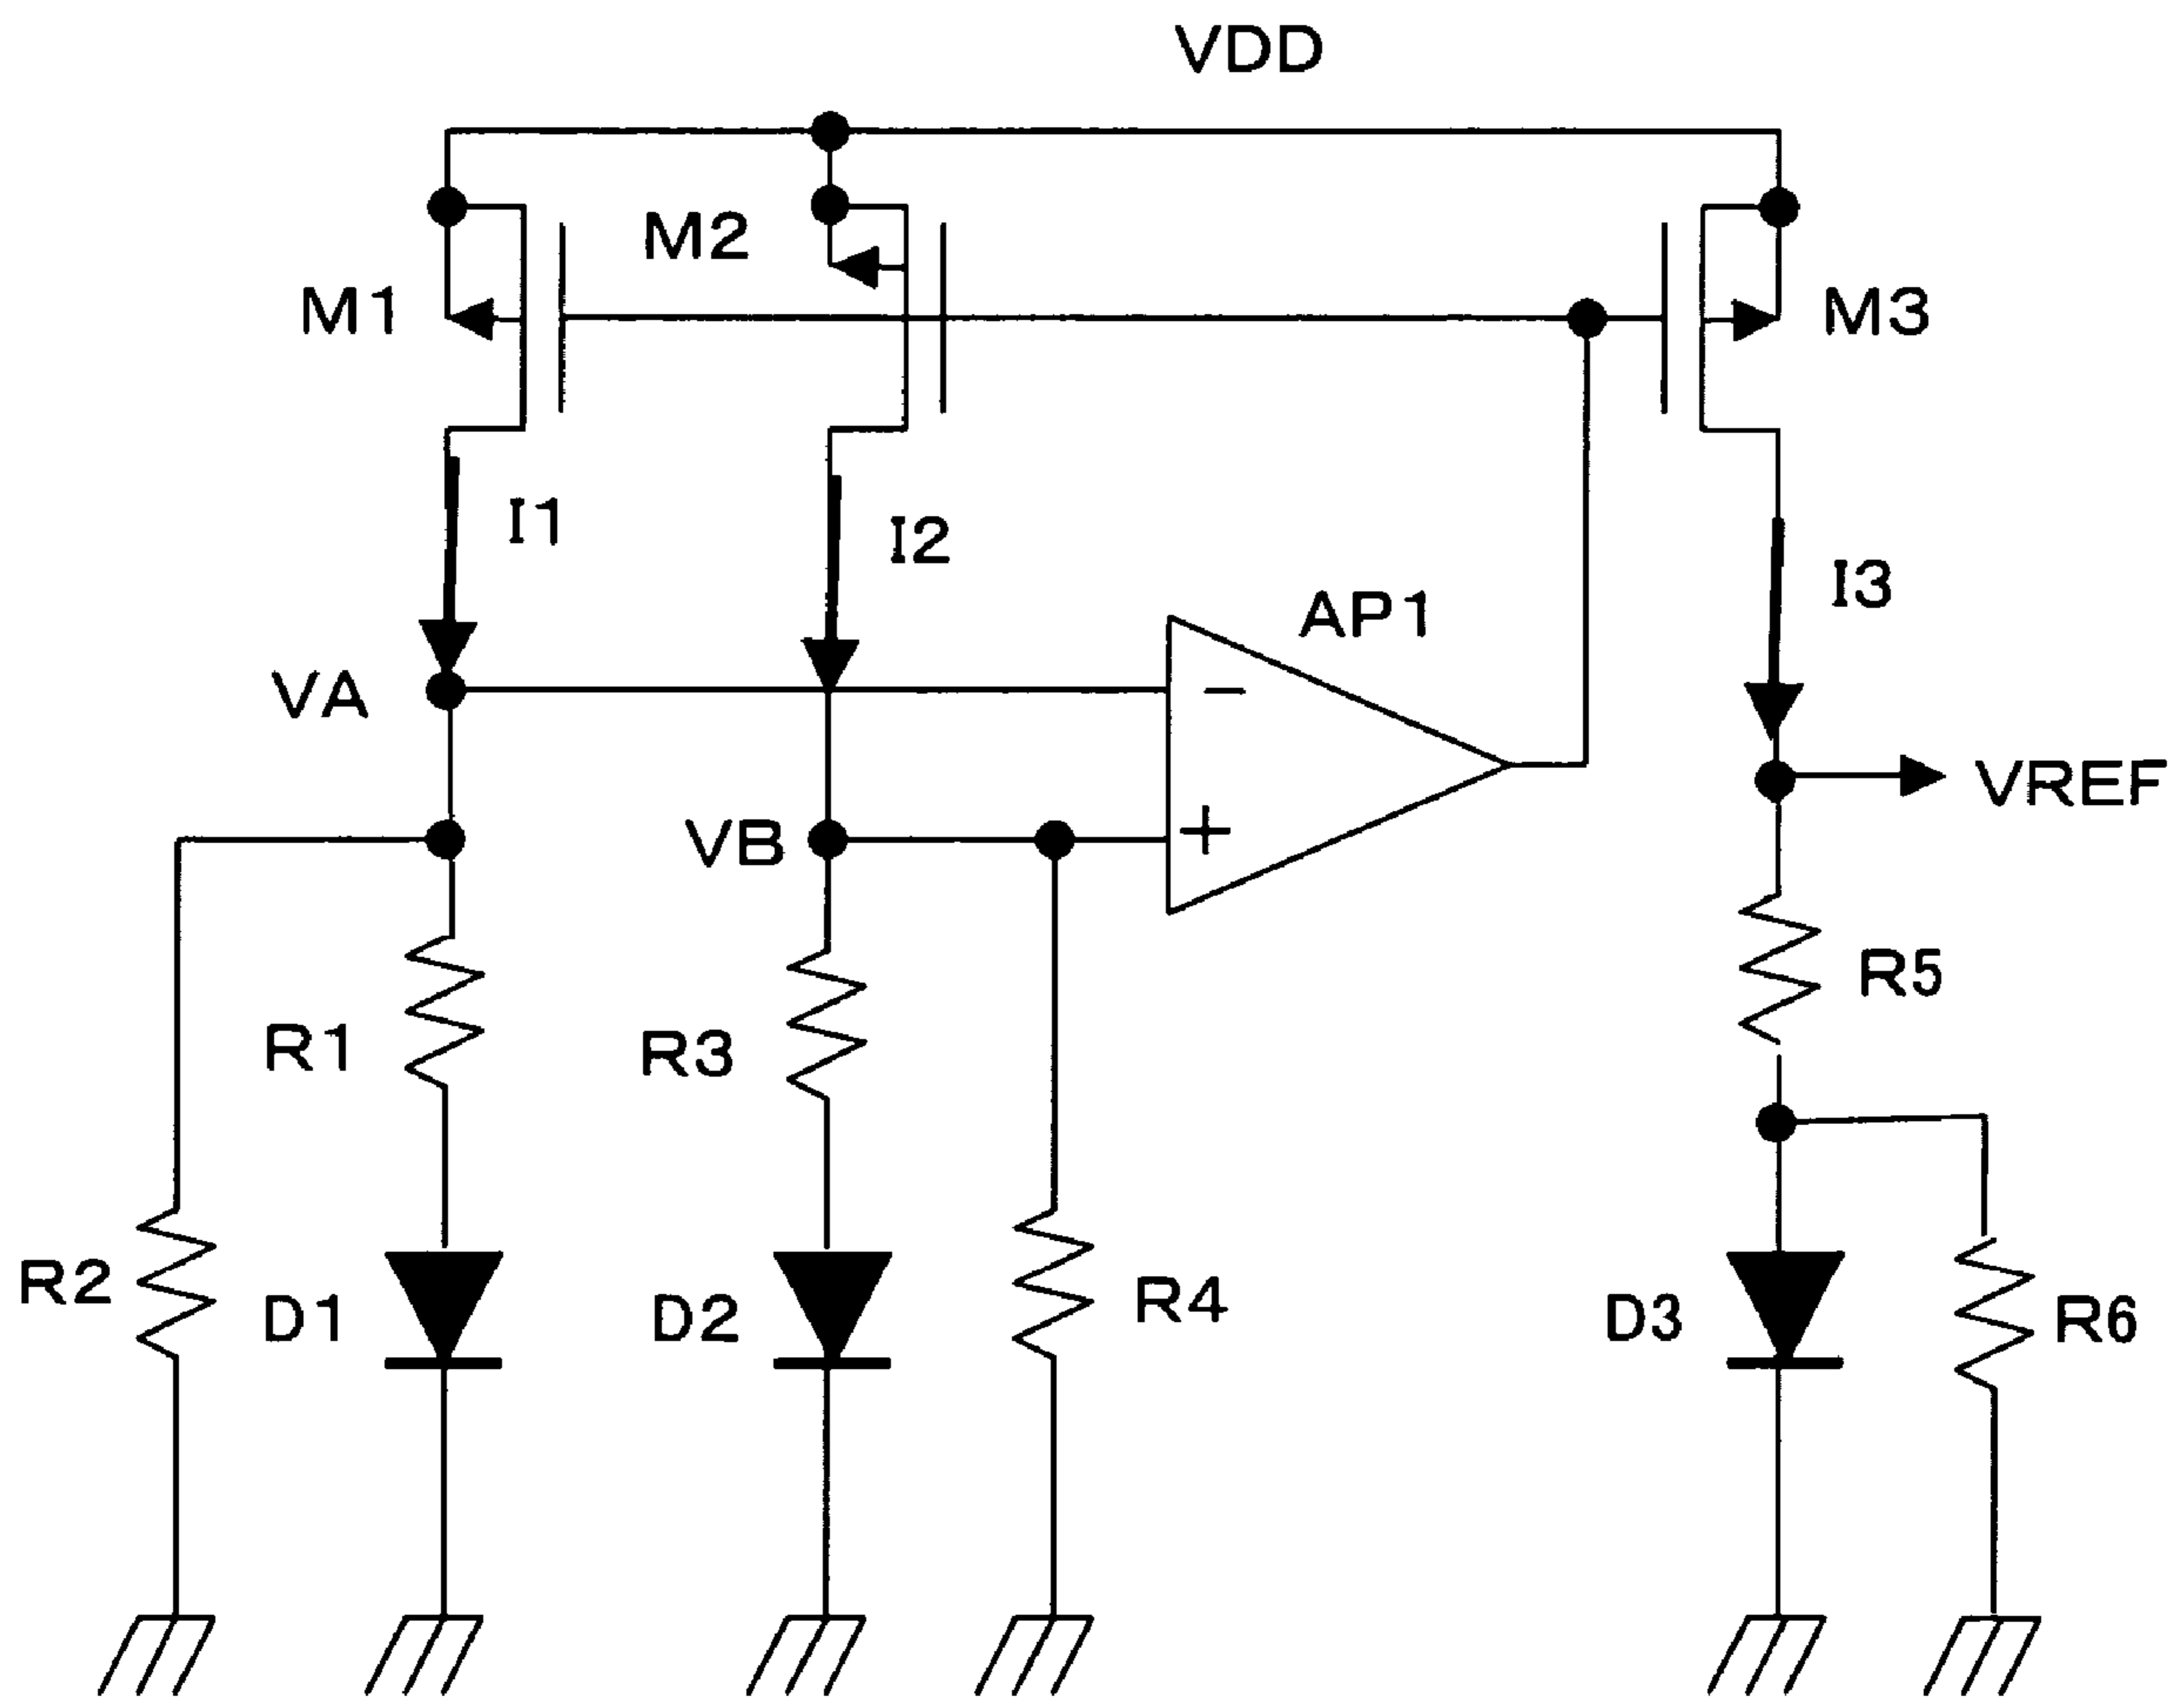 VDD
M2
M1
M3
I1
I2
I3
AP1
VA
−
VREF
VB
+
R5
R1
R3
R2
D1
D2
R4
D3
R6